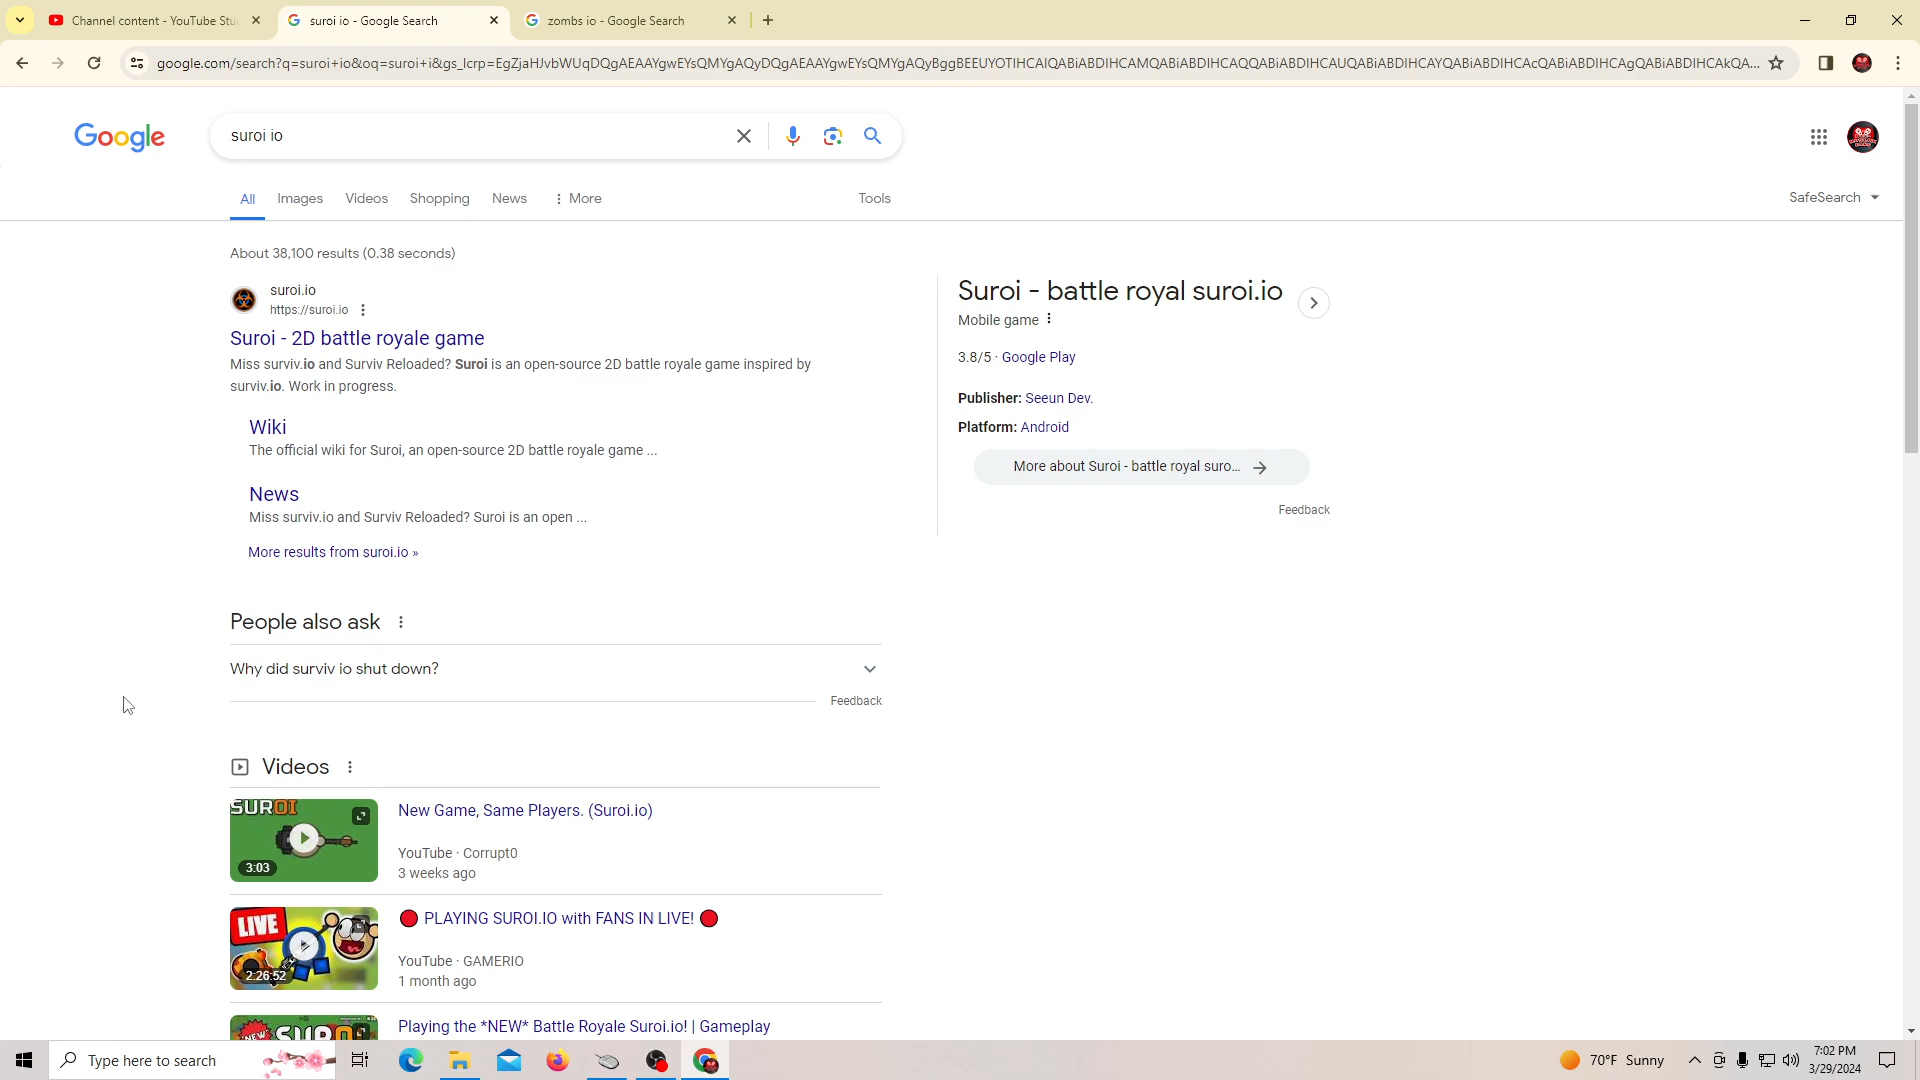 Channel content - YouTube Stu
suroi io - Google Search
zombs io - Google Search
google.com/search?q=suroi+io&oq=suroi+i&gs_lcrp=EgZjaHJvbWUqDQgAEAAYgwEYsQMYgAQyDQgAEAAYgwEYsQMYgAQyBggBEEUYOTIHCAIQABiABDIHCAMQABiABDIHCAQQABiABDIHCAUQABiABDIHCAYQABiABDIHCAcQABiABDIHCAgQABiABDIHCAkQA...
Google
suroi io
All
Images
Videos
Shopping
News
More
Tools
SafeSearch
About 38,100 results (0.38 seconds)
suroi.io
https://suroi.io
Suroi - 2D battle royale game
Miss surviv.io and Surviv Reloaded? Suroi is an open-source 2D battle royale game inspired by
surviv.io. Work in progress.
Wiki
The official wiki for Suroi, an open-source 2D battle royale game ...
News
Miss surviv.io and Surviv Reloaded? Suroi is an open ...
More results from suroi.io »
Suroi - battle royal suroi.io
Mobile game
3.8/5 · Google Play
Publisher: Seeun Dev.
Platform: Android
More about Suroi - battle royal suro...
Feedback
People also ask
Why did surviv io shut down?
Feedback
Videos
SUROI
3:03
New Game, Same Players. (Suroi.io)
YouTube · Corrupt0
3 weeks ago
LIVE
2:26:52
PLAYING SUROI.IO with FANS IN LIVE!
YouTube · GAMERIO
1 month ago
NEW
Playing the *NEW* Battle Royale Suroi.io! | Gameplay
Type here to search
70°F Sunny
7:02 PM
3/29/2024